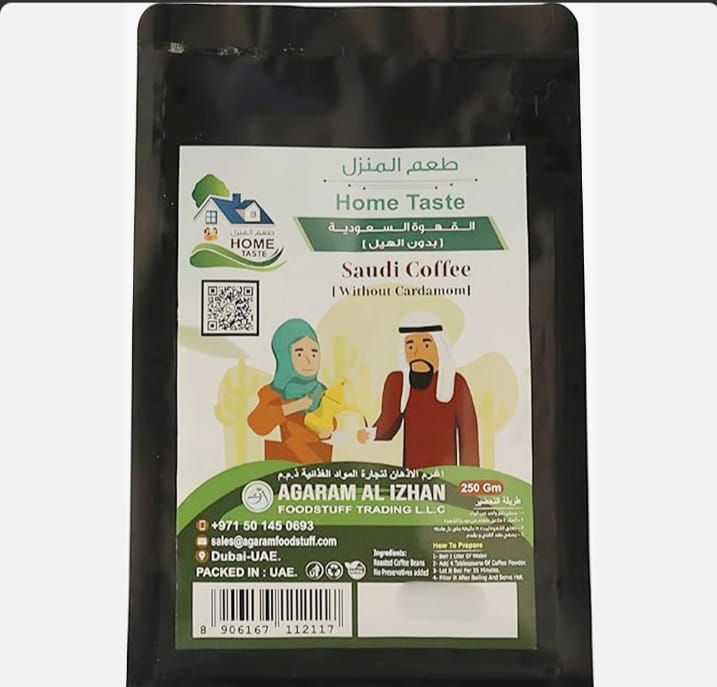 طعم المنزل
Home Taste
القهوة السعودية
[بدون الهيل]
Saudi Coffee
[Without Cardamom]
طعم المنزل
HOME
TASTE
اغرم الاذهان لتجارة المواد الغذائية ذ.م.م
AGARAM AL IZHAN
FOODSTUFF TRADING L.L.C
250 Gm
+971 50 145 0693
sales@agaramfoodstuff.com
Dubai-UAE.
PACKED IN : UAE.
طريقة التحضير
Ingredients:
Roasted Coffee Beans
No Preservatives added
How To Prepare
1- Boil 1 Liter Of Water
2- Add 4 Tablespoons Of Coffee Powder.
3- Let It Boil For 15 Minutes.
4- Filter It After Boiling And Serve Hot.
8 906167 112117